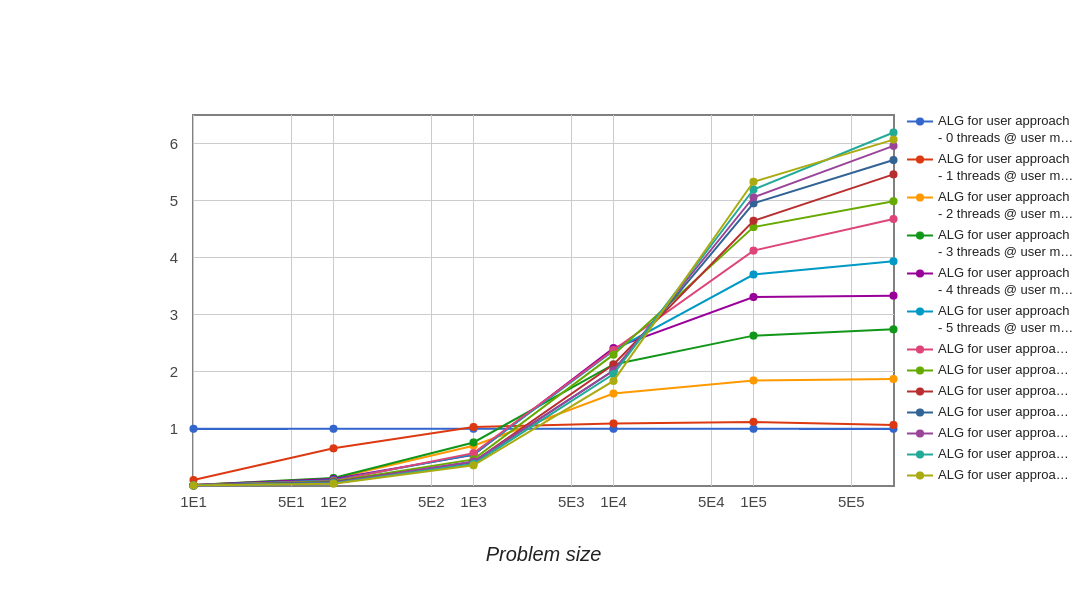 6
5
4
3
2
1
1E1 5E1 1E2 5E2 1E3 5E3 1E4 5E4 1E5 5E5
Problem size
ALG for user approach
- 0 threads @ user m…
ALG for user approach
- 1 threads @ user m…
ALG for user approach
- 2 threads @ user m…
ALG for user approach
- 3 threads @ user m…
ALG for user approach
- 4 threads @ user m…
ALG for user approach
- 5 threads @ user m…
ALG for user approa…
ALG for user approa…
ALG for user approa…
ALG for user approa…
ALG for user approa…
ALG for user approa…
ALG for user approa…